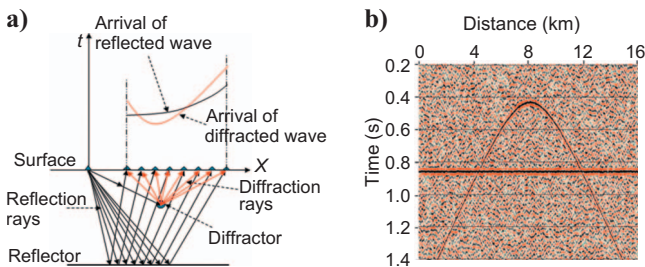 a)
t
Arrival of
reflected wave
Arrival of
diffracted wave
Surface
X
Reflection
rays
Diffraction
rays
Diffractor
Reflector
b)
Distance (km)
0 4 8 12 16
Time (s)
0.2
0.4
0.6
0.8
1.0
1.2
1.4